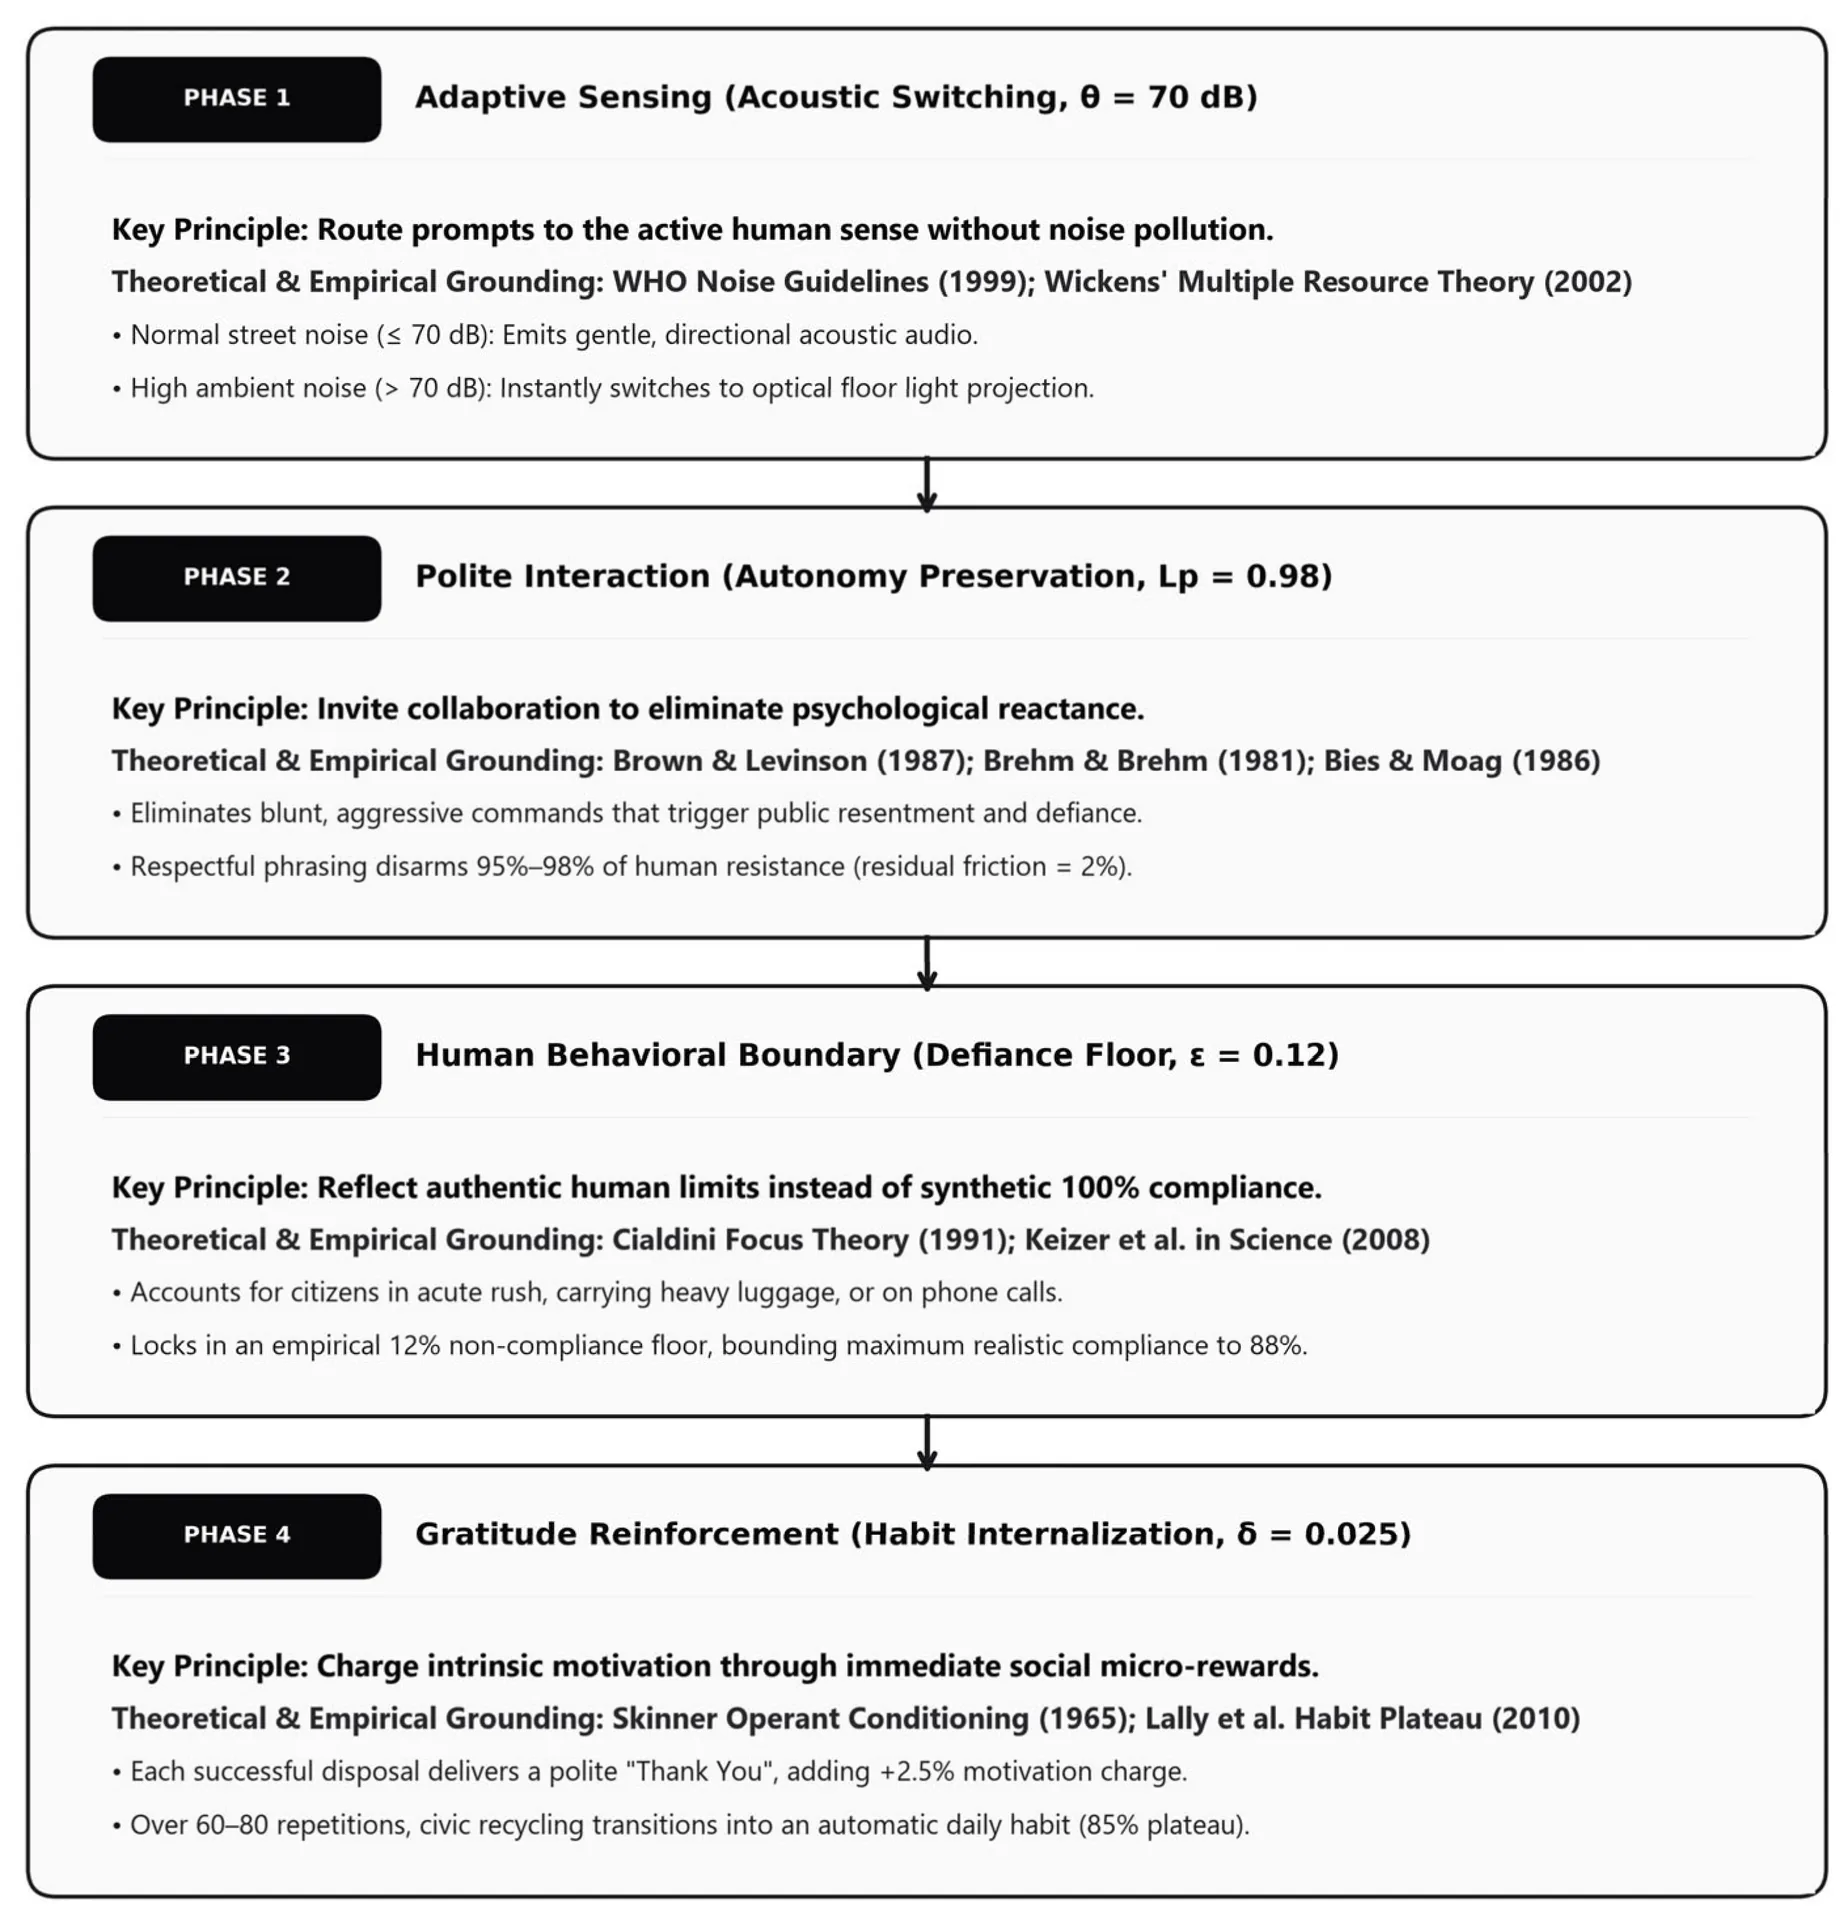 PHASE 1
Adaptive Sensing (Acoustic Switching, θ = 70 dB)
Key Principle: Route prompts to the active human sense without noise pollution.
Theoretical & Empirical Grounding: WHO Noise Guidelines (1999); Wickens' Multiple Resource Theory (2002)
• Normal street noise (≤ 70 dB): Emits gentle, directional acoustic audio.
• High ambient noise (> 70 dB): Instantly switches to optical floor light projection.
PHASE 2
Polite Interaction (Autonomy Preservation, Lp = 0.98)
Key Principle: Invite collaboration to eliminate psychological reactance.
Theoretical & Empirical Grounding: Brown & Levinson (1987); Brehm & Brehm (1981); Bies & Moag (1986)
• Eliminates blunt, aggressive commands that trigger public resentment and defiance.
• Respectful phrasing disarms 95%–98% of human resistance (residual friction = 2%).
PHASE 3
Human Behavioral Boundary (Defiance Floor, ε = 0.12)
Key Principle: Reflect authentic human limits instead of synthetic 100% compliance.
Theoretical & Empirical Grounding: Cialdini Focus Theory (1991); Keizer et al. in Science (2008)
• Accounts for citizens in acute rush, carrying heavy luggage, or on phone calls.
• Locks in an empirical 12% non-compliance floor, bounding maximum realistic compliance to 88%.
PHASE 4
Gratitude Reinforcement (Habit Internalization, δ = 0.025)
Key Principle: Charge intrinsic motivation through immediate social micro-rewards.
Theoretical & Empirical Grounding: Skinner Operant Conditioning (1965); Lally et al. Habit Plateau (2010)
• Each successful disposal delivers a polite "Thank You", adding +2.5% motivation charge.
• Over 60–80 repetitions, civic recycling transitions into an automatic daily habit (85% plateau).